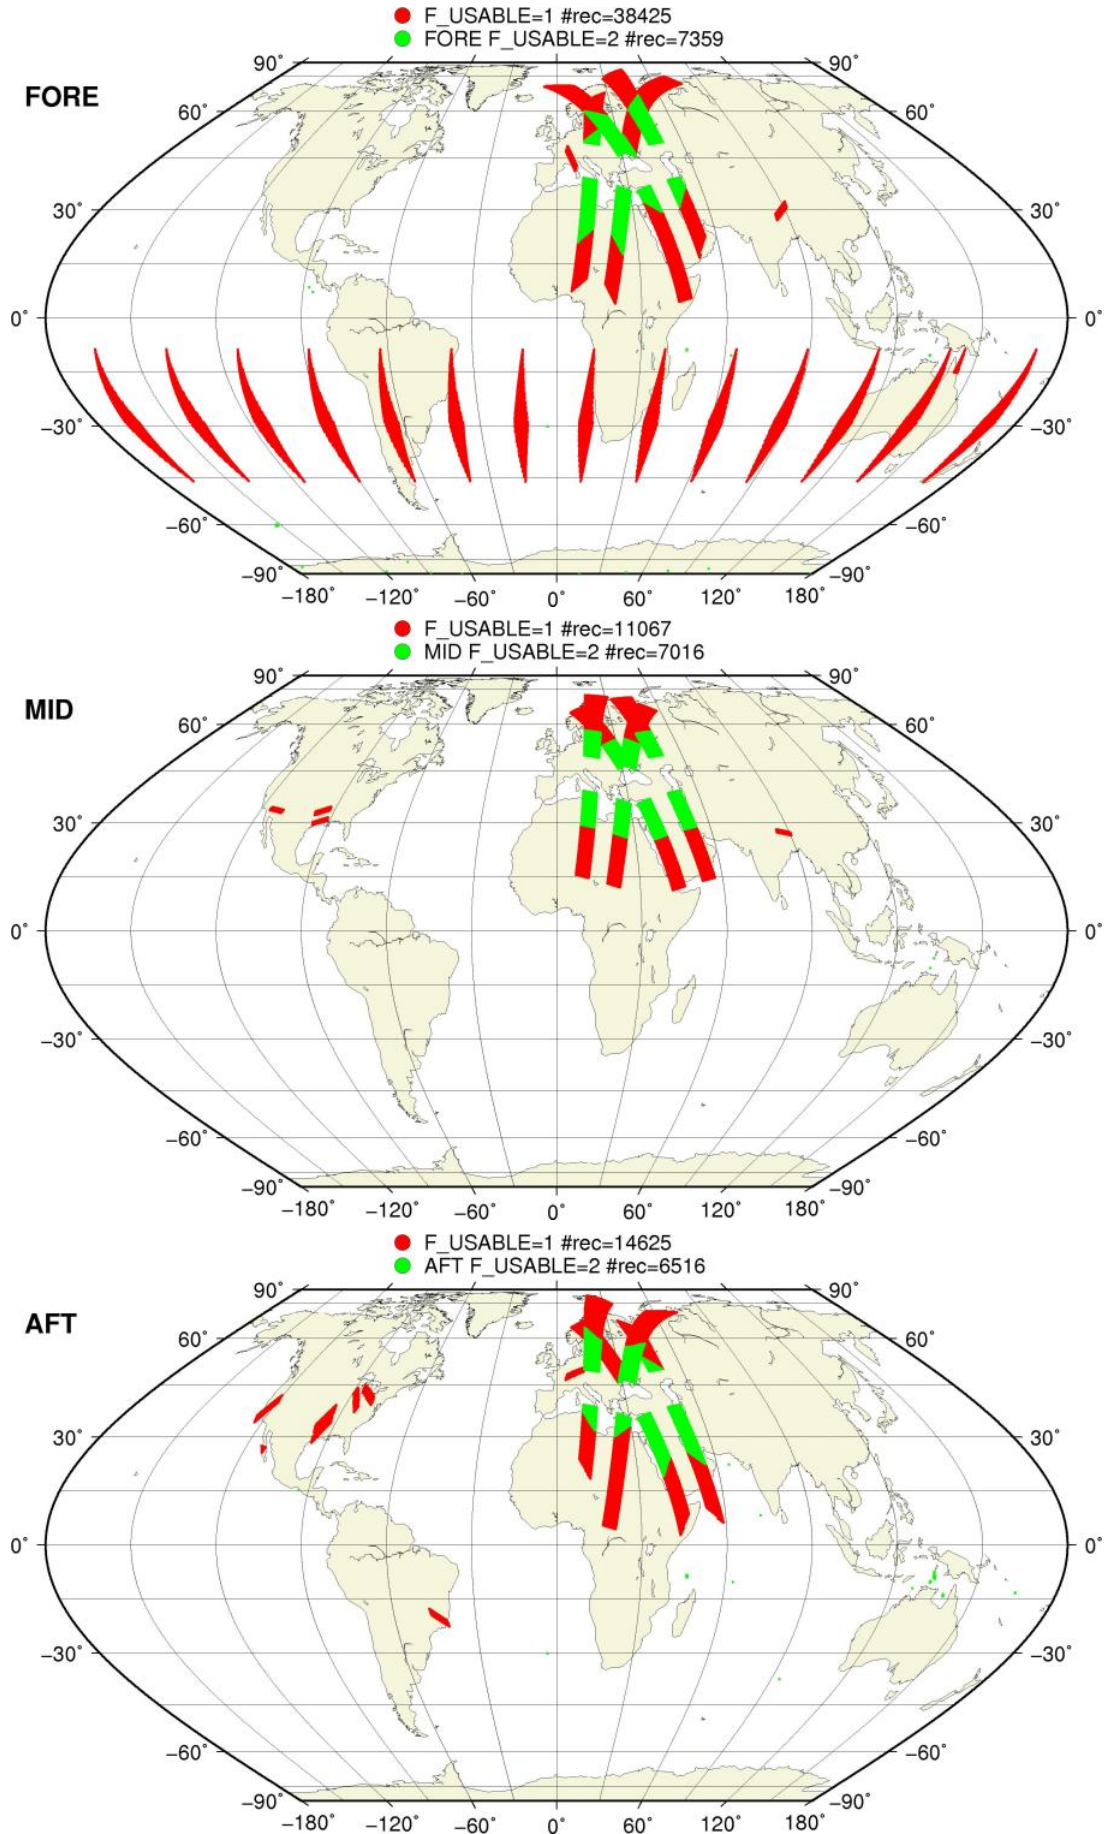 F_USABLE=1 #rec=38425
FORE F_USABLE=2 #rec=7359
FORE
90° 90°
60° 60°
30° 30°
0° 0°
−30° −30°
−60° −60°
−90° −90°
−180° −120° −60° 0° 60° 120° 180°
F_USABLE=1 #rec=11067
MID F_USABLE=2 #rec=7016
MID
90° 90°
60° 60°
30° 30°
0° 0°
−30° −30°
−60° −60°
−90° −90°
−180° −120° −60° 0° 60° 120° 180°
F_USABLE=1 #rec=14625
AFT F_USABLE=2 #rec=6516
AFT
90° 90°
60° 60°
30° 30°
0° 0°
−30° −30°
−60° −60°
−90° −90°
−180° −120° −60° 0° 60° 120° 180°